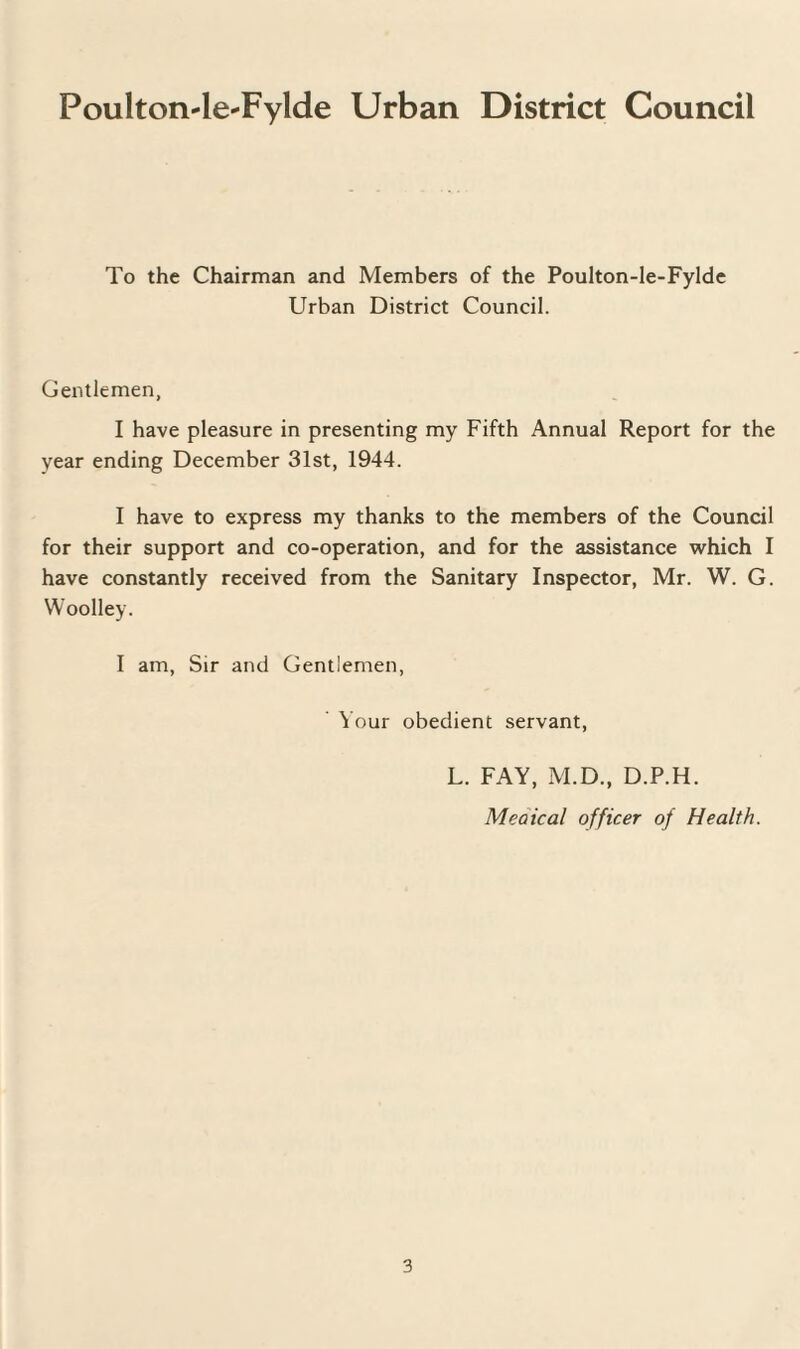 Poulton-le-Fylde Urban District Council
To the Chairman and Members of the Poulton-le-Fylde
Urban District Council.
Gentlemen,
I have pleasure in presenting my Fifth Annual Report for the
year ending December 31st, 1944.
I have to express my thanks to the members of the Council
for their support and co-operation, and for the assistance which I
have constantly received from the Sanitary Inspector, Mr. W. G.
Woolley.
I am, Sir and Gentlemen,
Your obedient servant,
L. FAY, M.D., D.P.H.
Medical officer of Health.
3